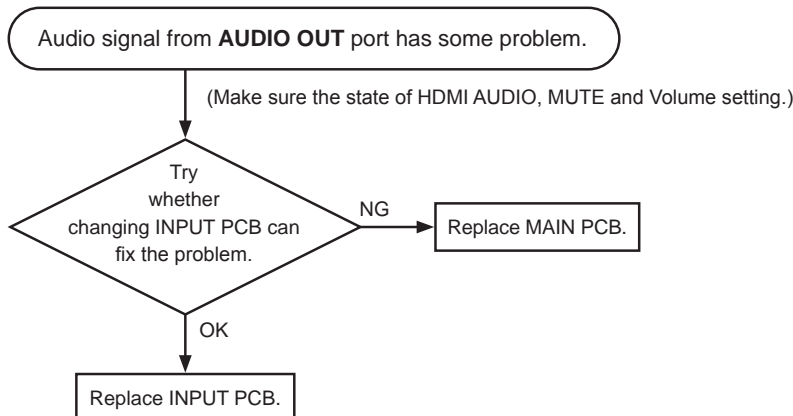 Audio signal from AUDIO OUT port has some problem.
(Make sure the state of HDMI AUDIO, MUTE and Volume setting.)
Try
whether
changing INPUT PCB can
fix the problem.
NG
Replace MAIN PCB.
OK
Replace INPUT PCB.